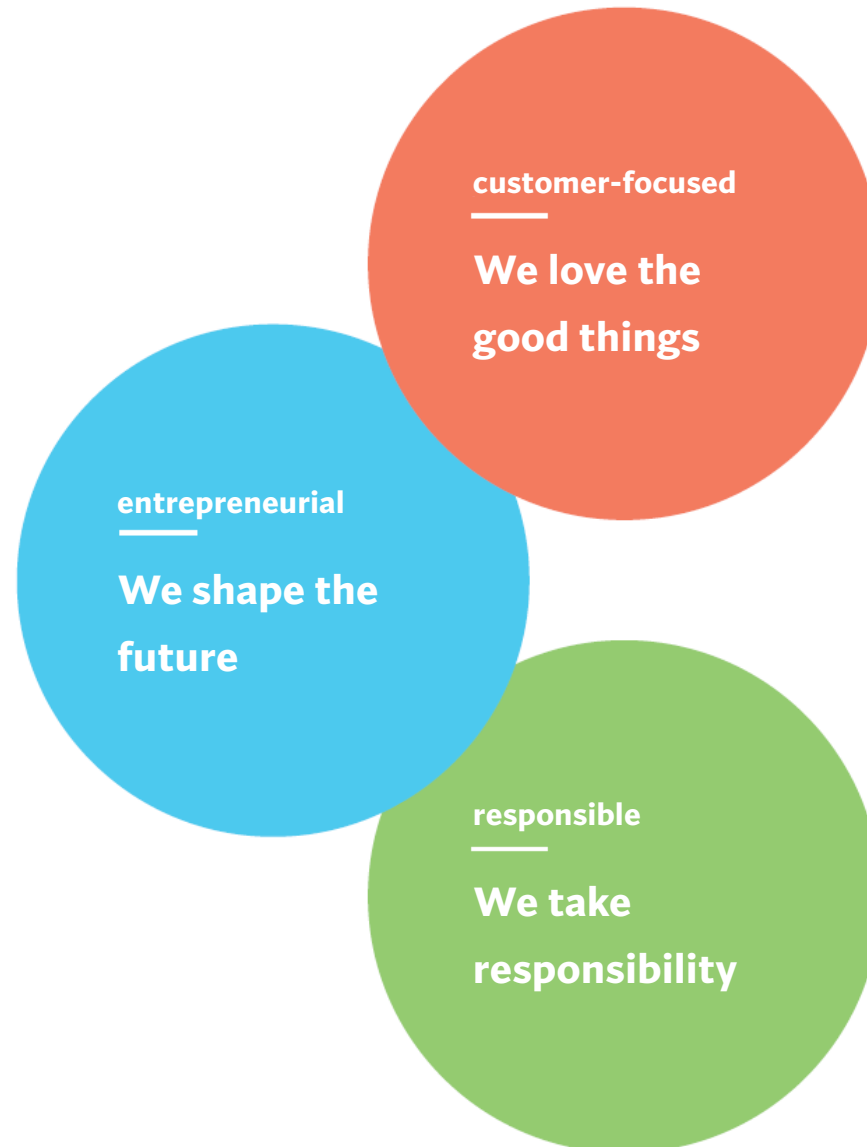 customer-focused
We love the
good things
entrepreneurial
We shape the
future
responsible
We take
responsibility